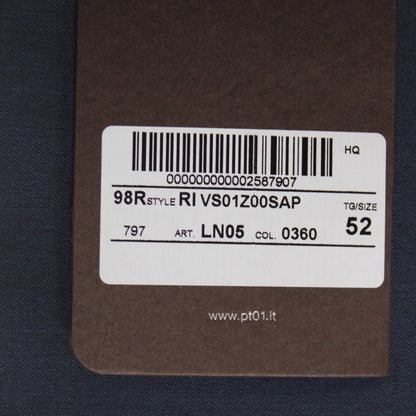 HQ
000000000002587907
98R STYLE RI VS01Z00SAP TG/SIZE
797 ART. LN05 COL. 0360 52
www.pt01.it